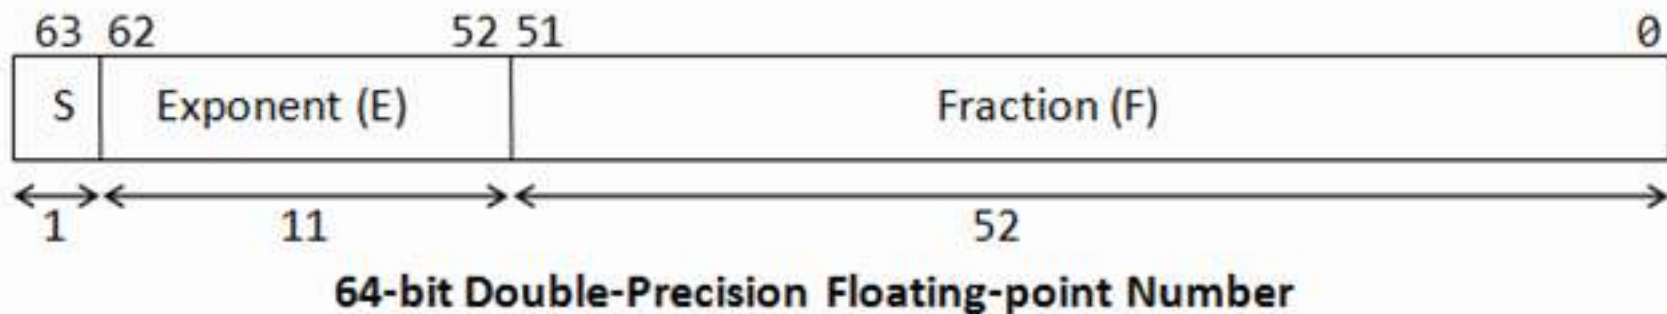 63 62 52 51 0
S Exponent (E) Fraction (F)
1 11 52
64-bit Double-Precision Floating-point Number